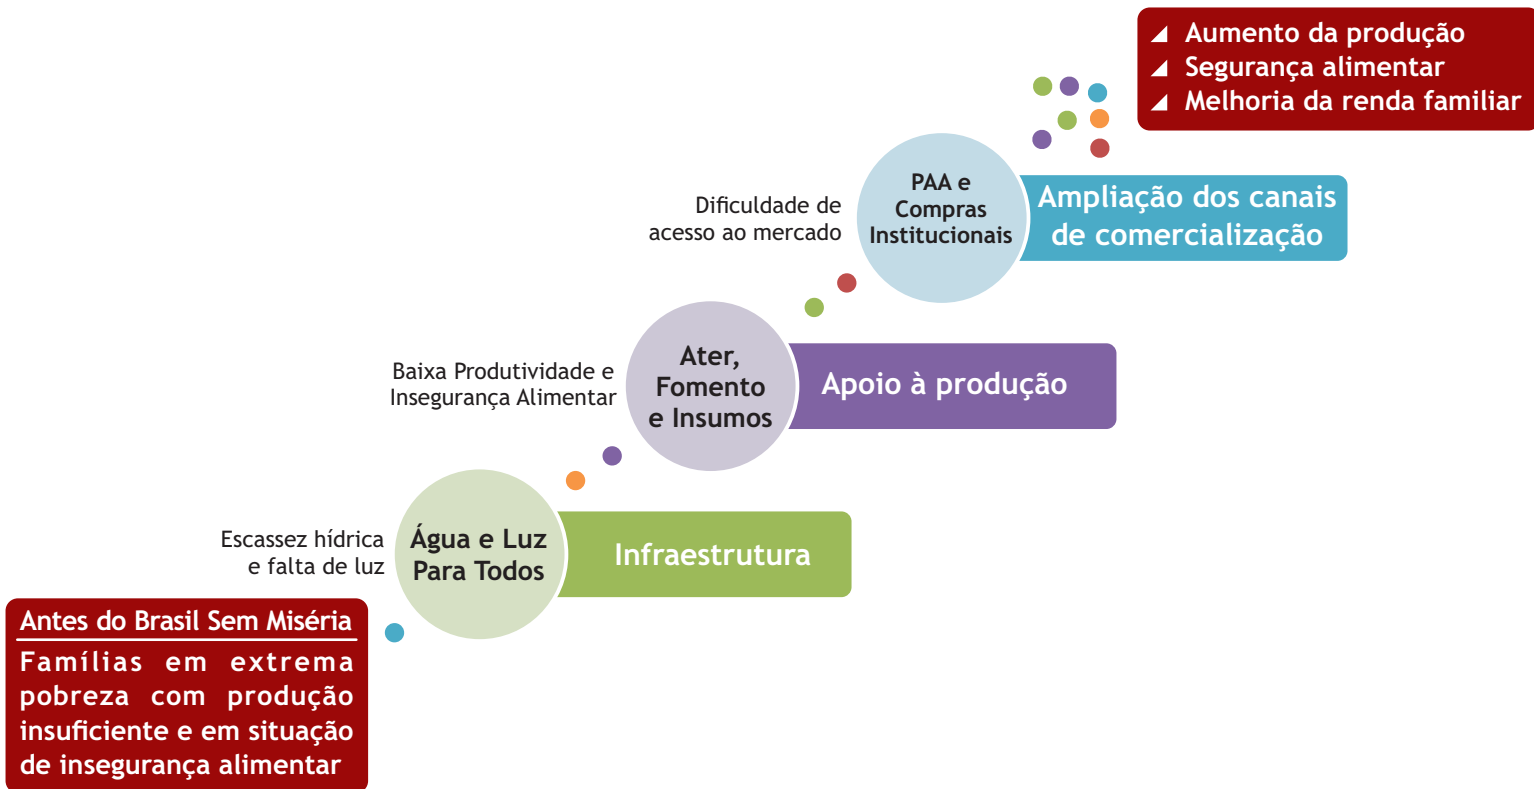 Aumento da produção
Segurança alimentar
Melhoria da renda familiar
Dificuldade de
acesso ao mercado
PAA e
Compras
Institucionais
Ampliação dos canais
de comercialização
Baixa Produtividade e
Insegurança Alimentar
Ater,
Fomento
e Insumos
Apoio à produção
Escassez hídrica
e falta de luz
Água e Luz
Para Todos
Infraestrutura
Antes do Brasil Sem Miséria
Famílias em extrema
pobreza com produção
insuficiente e em situação
de insegurança alimentar